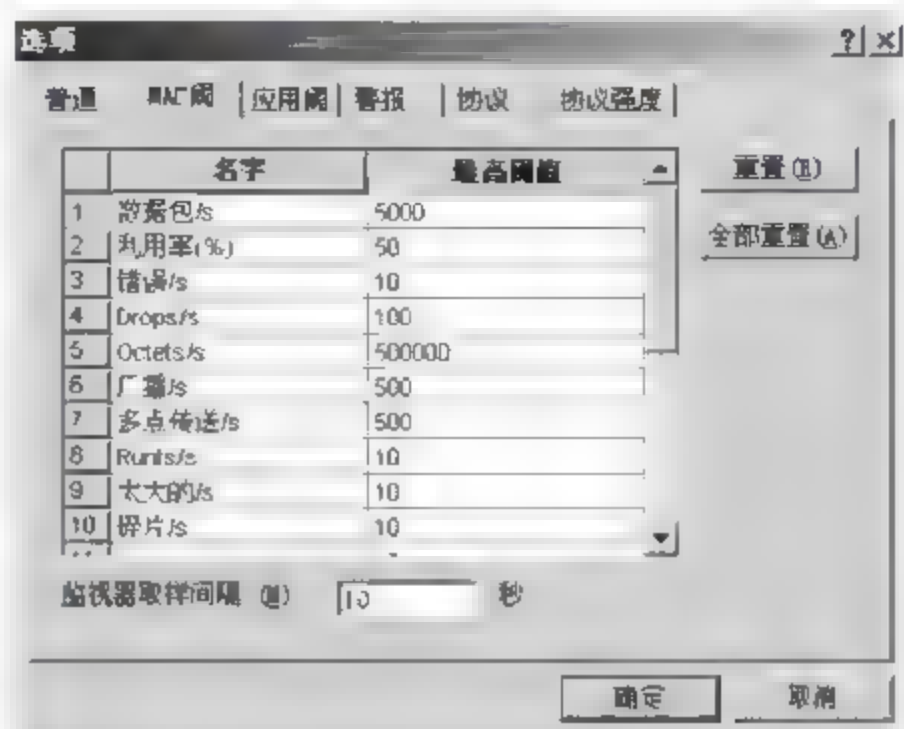 选项
普通 MAC阈 应用阈 警报 协议 协议强度
名字 最高阈值 重置(R)
1 数据包/s 5000
全部重置(A)
2 利用率(%) 50
3 错误/s 10
4 Drops/s 100
5 Octets/s 500000
6 广播/s 500
7 多点传送/s 500
8 Runts/s 10
9 太大的/s 10
10 碎片/s 10
监视器取样间隔 (M) 10 秒
确定 取消